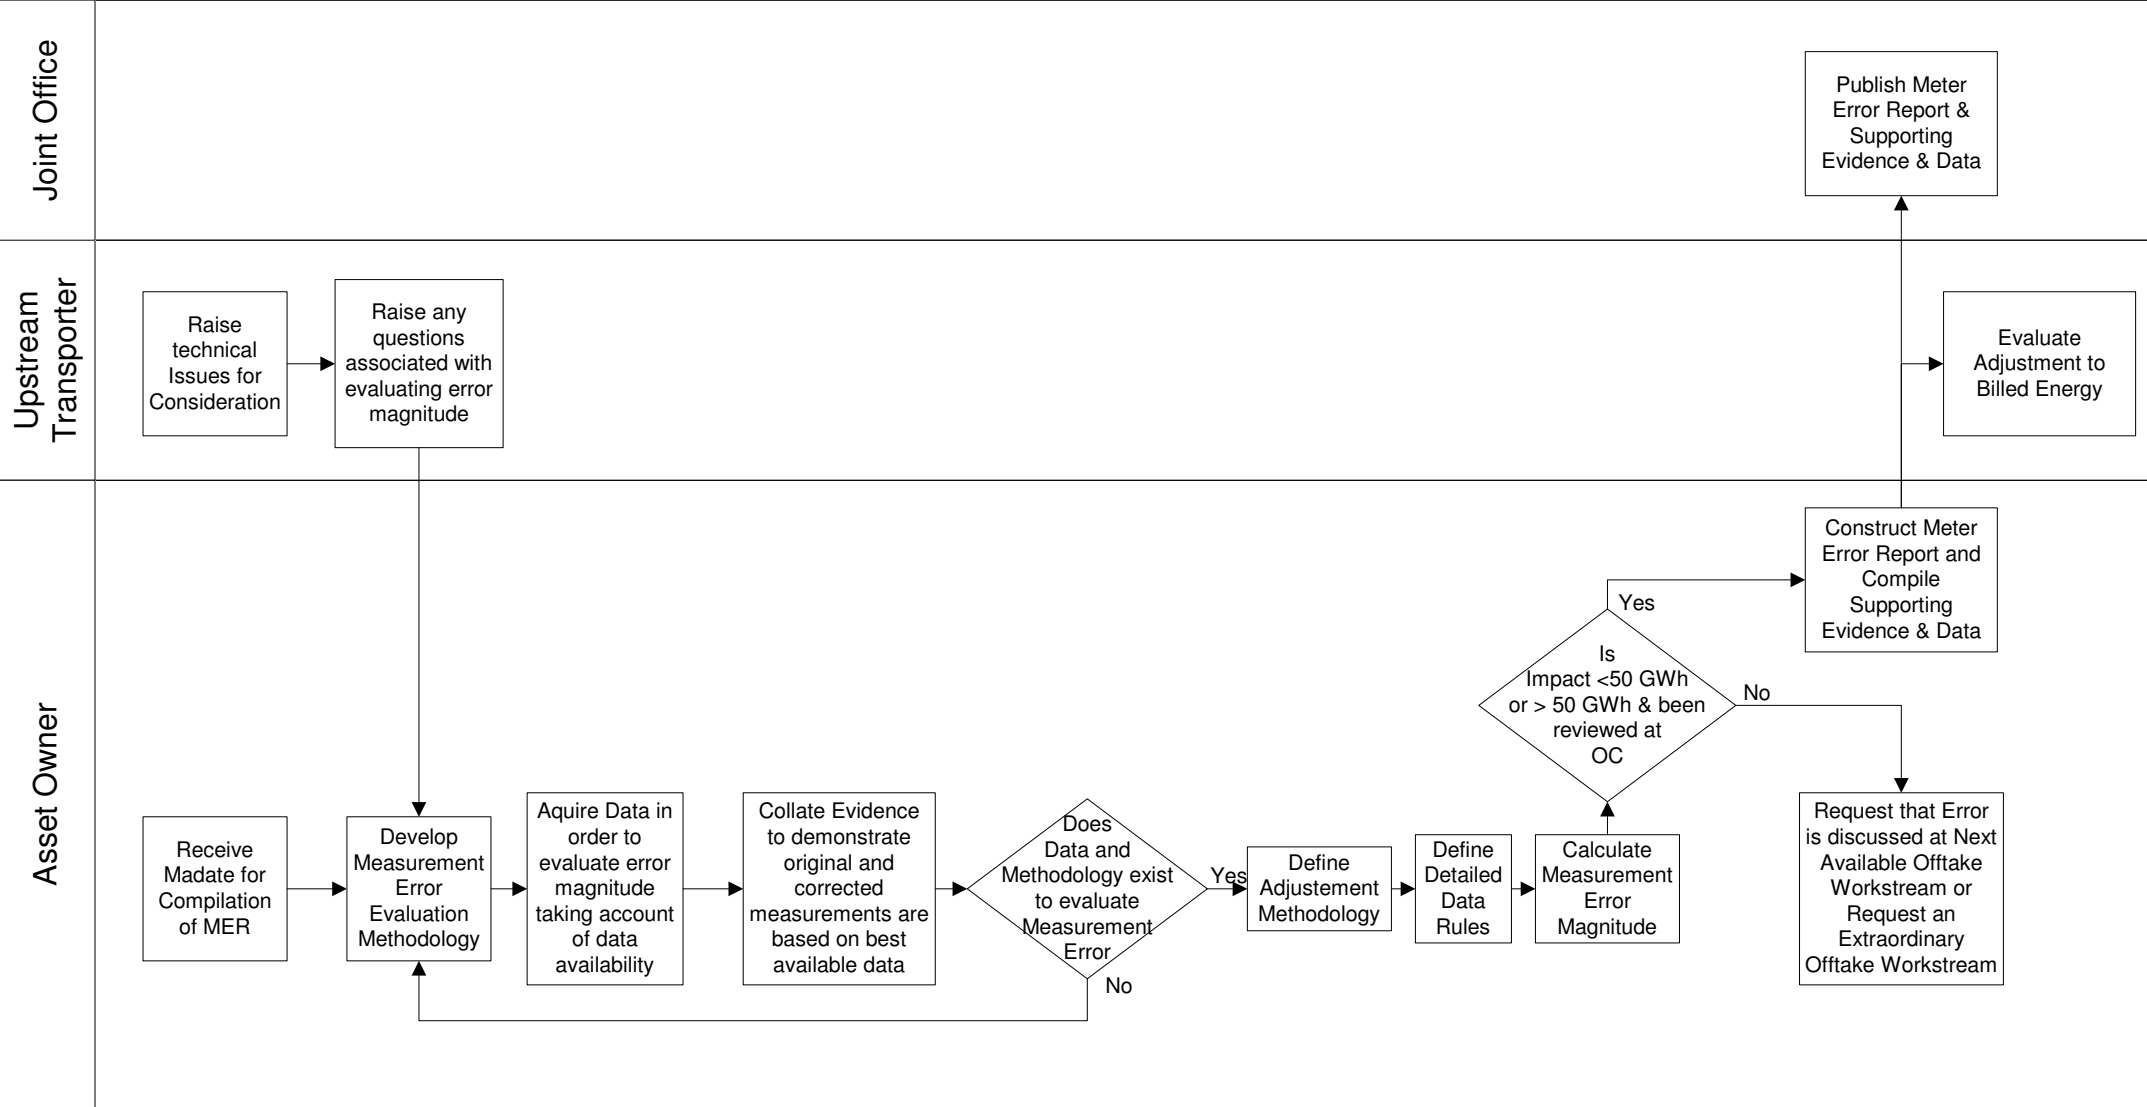 Joint Office
Publish Meter
Error Report &
Supporting
Evidence & Data
Upstream
Transporter
Raise
technical
Issues for
Consideration
Raise any
questions
associated with
evaluating error
magnitude
Evaluate
Adjustment to
Billed Energy
Asset Owner
Receive
Madate for
Compilation
of MER
Develop
Measurement
Error
Evaluation
Methodology
Aquire Data in
order to
evaluate error
magnitude
taking account
of data
availability
Collate Evidence
to demonstrate
original and
corrected
measurements are
based on best
available data
Does
Data and
Methodology exist
to evaluate
Measurement
Error
No
Yes
Define
Adjustement
Methodology
Define
Detailed
Data
Rules
Calculate
Measurement
Error
Magnitude
Is
Impact <50 GWh
or > 50 GWh & been
reviewed at
OC
Yes
No
Construct Meter
Error Report and
Compile
Supporting
Evidence & Data
Request that Error
is discussed at Next
Available Offtake
Workstream or
Request an
Extraordinary
Offtake Workstream